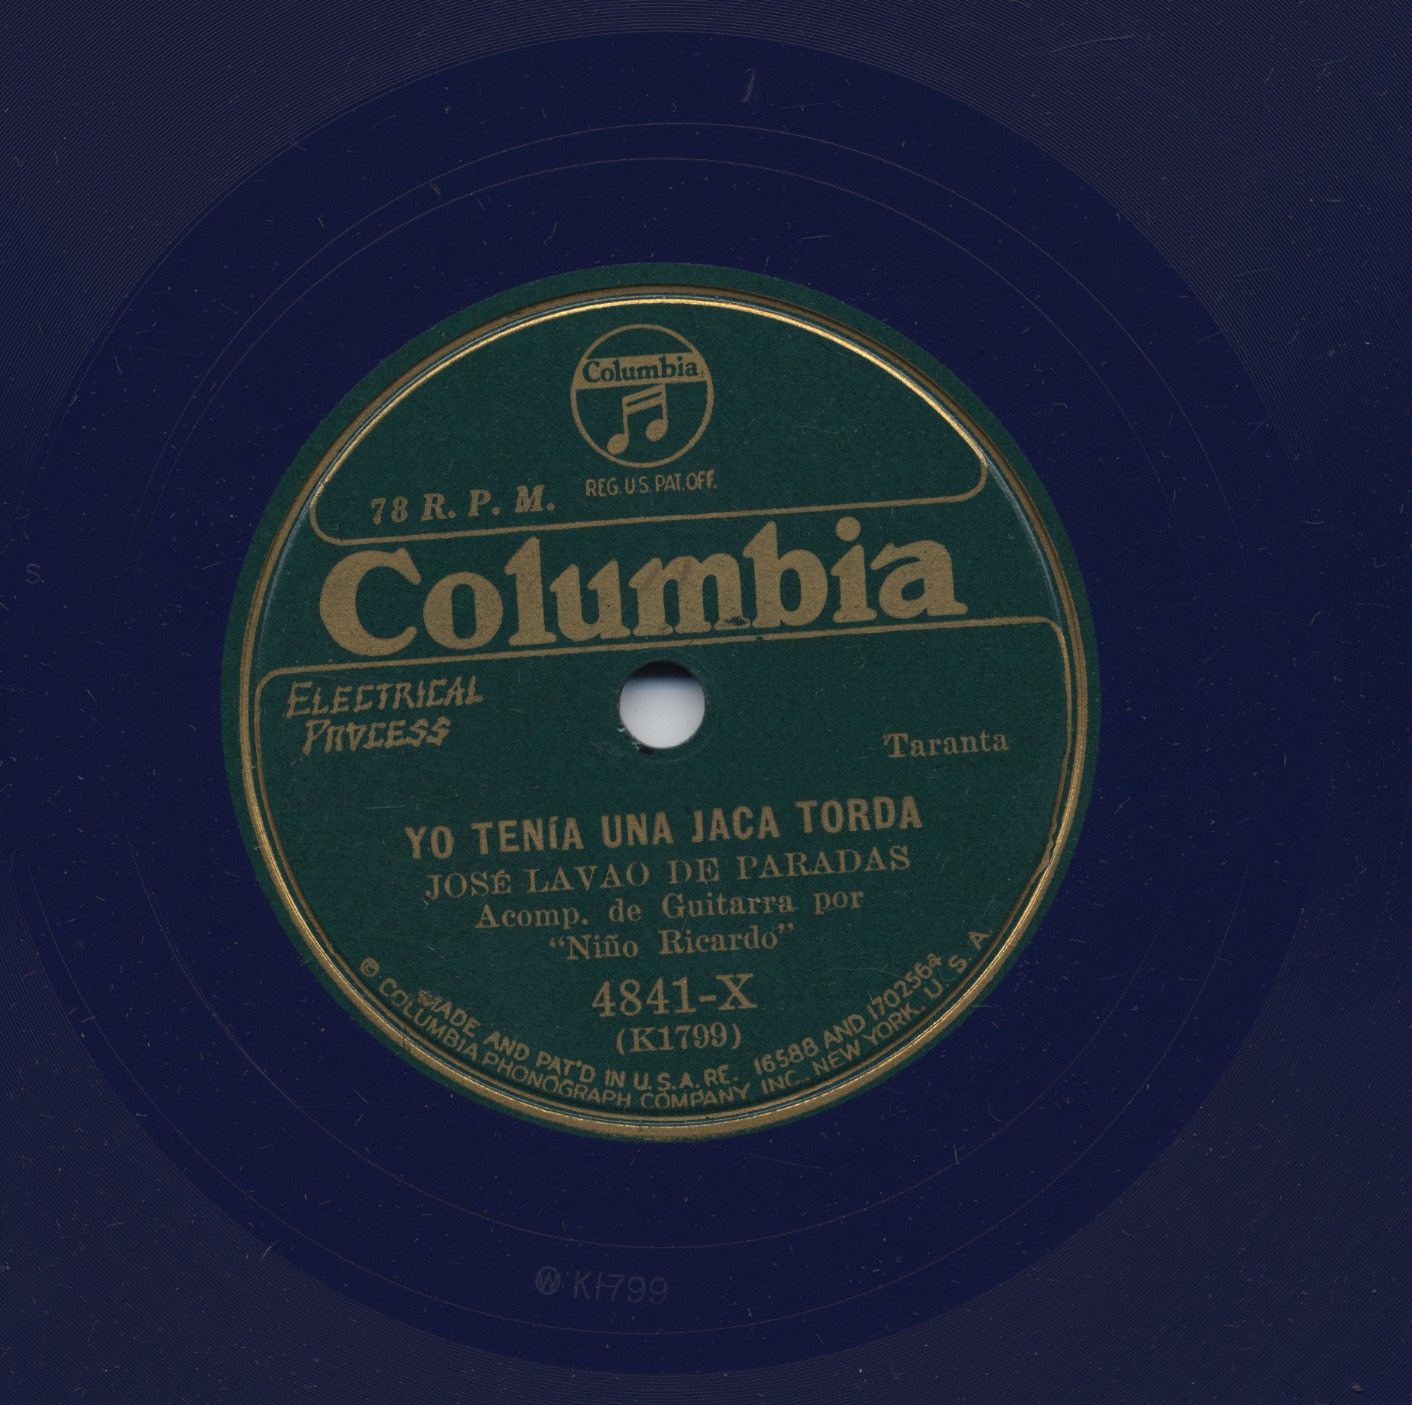 Columbia
REG. U.S. PAT. OFF.
78 R. P. M.
Columbia
ELECTRICAL
PROCESS
Taranta
YO TENÍA UNA JACA TORDA
JOSÉ LAVAO DE PARADAS
Acomp. de Guitarra por
“Niño Ricardo”
4841-X
(K1799)
MADE AND PAT'D IN U.S.A. RE. 16588 AND 1702564
© COLUMBIA PHONOGRAPH COMPANY, INC., NEW YORK, U. S. A.
S.
W K1799